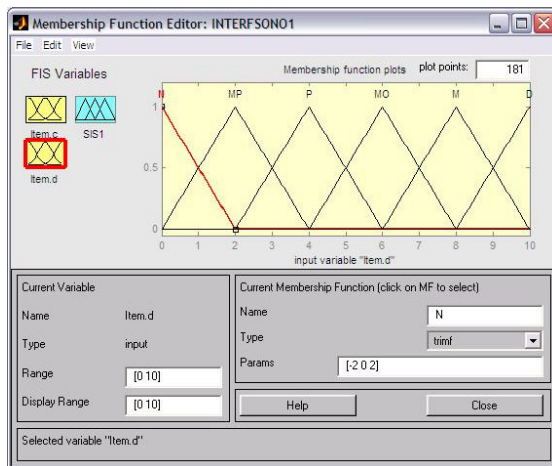 Membership Function Editor: INTERFSONO1
File Edit View
FIS Variables
Item.c
SIS1
Item.d
Membership function plots
plot points:
181
N MP P MO M D
1
0.5
0
0 1 2 3 4 5 6 7 8 9 10
input variable "Item.d"
Current Variable
Name Item.d
Type input
Range [0 10]
Display Range [0 10]
Current Membership Function (click on MF to select)
Name N
Type trimf
Params [-2 0 2]
Help Close
Selected variable "Item.d"